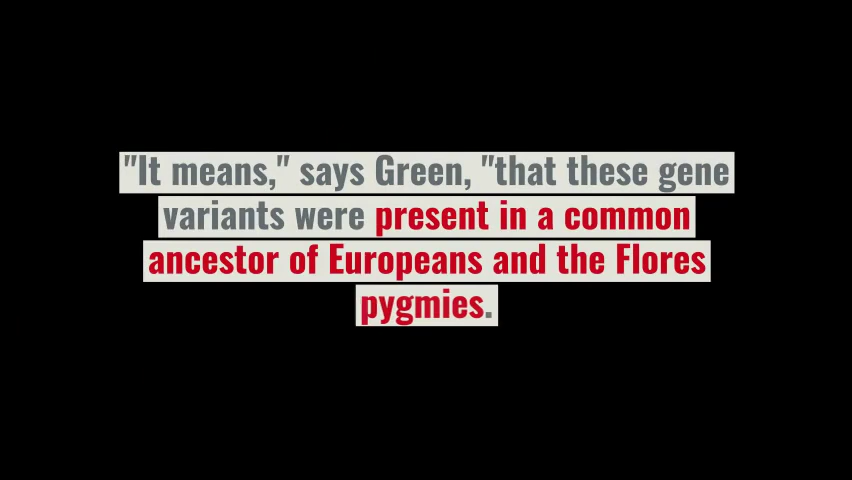 "It means," says Green, "that these gene
variants were present in a common
ancestor of Europeans and the Flores
pygmies.